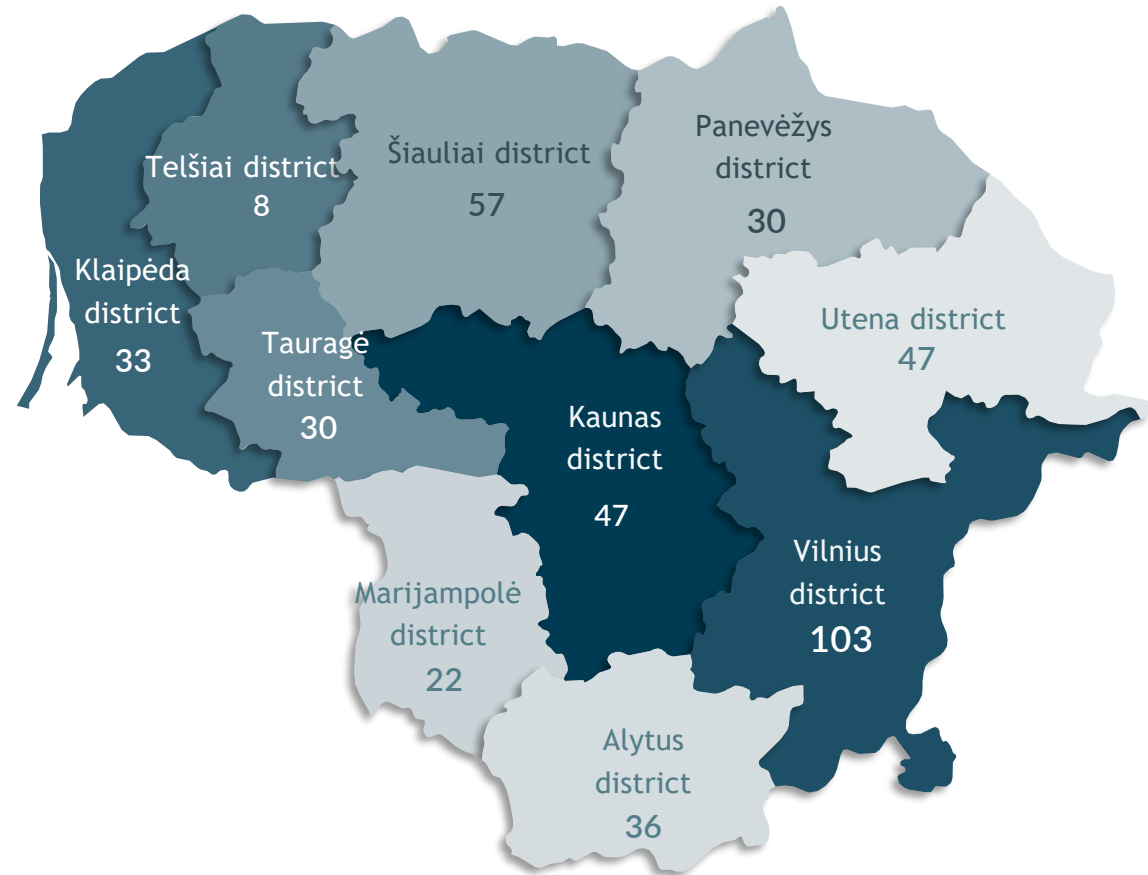 Telšiai district
8
Šiauliai district
57
Panevėžys
district
30
Klaipėda
district
33
Tauragė
district
30
Utena district
47
Kaunas
district
47
Vilnius
district
103
Marijampolė
district
22
Alytus
district
36